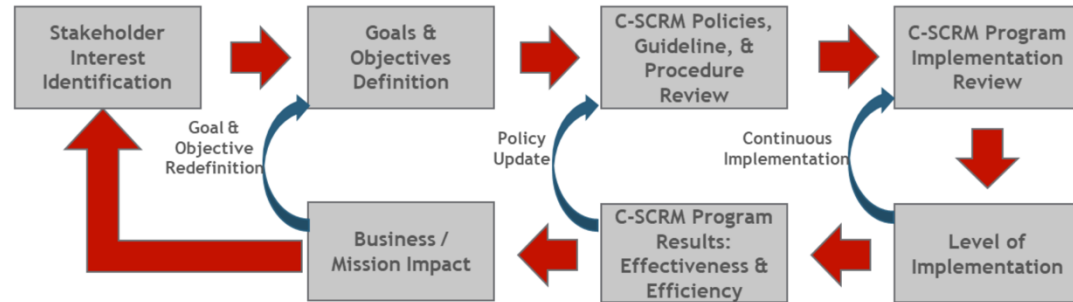 Stakeholder
Interest
Identification
Goals &
Objectives
Definition
C-SCRM Policies,
Guideline, &
Procedure
Review
C-SCRM Program
Implementation
Review
Goal &
Objective
Redefinition
Policy
Update
Continuous
Implementation
Business /
Mission Impact
C-SCRM Program
Results:
Effectiveness &
Efficiency
Level of
Implementation